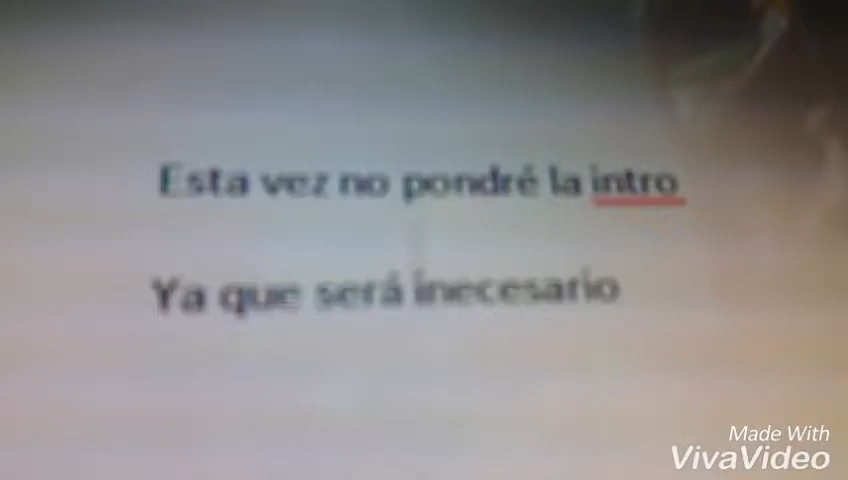 Esta vez no pondré la intro
Ya que será inecesario
Made With
VivaVideo